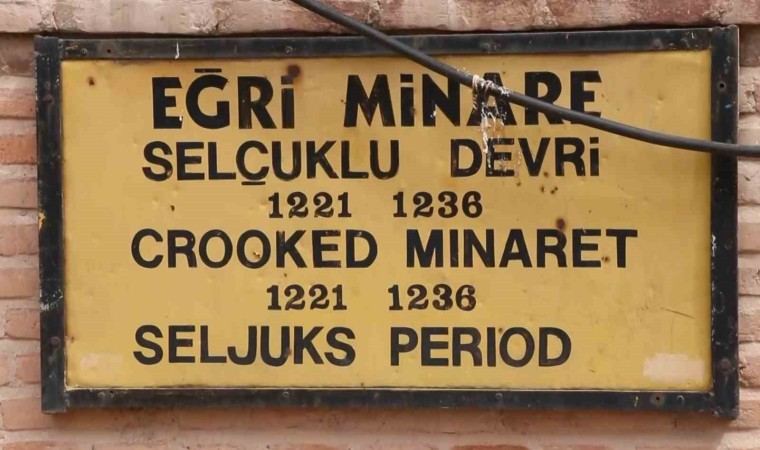 EĞRİ MİNARE
SELÇUKLU DEVRİ
1221 1236
CROOKED MINARET
1221 1236
SELJUKS PERIOD